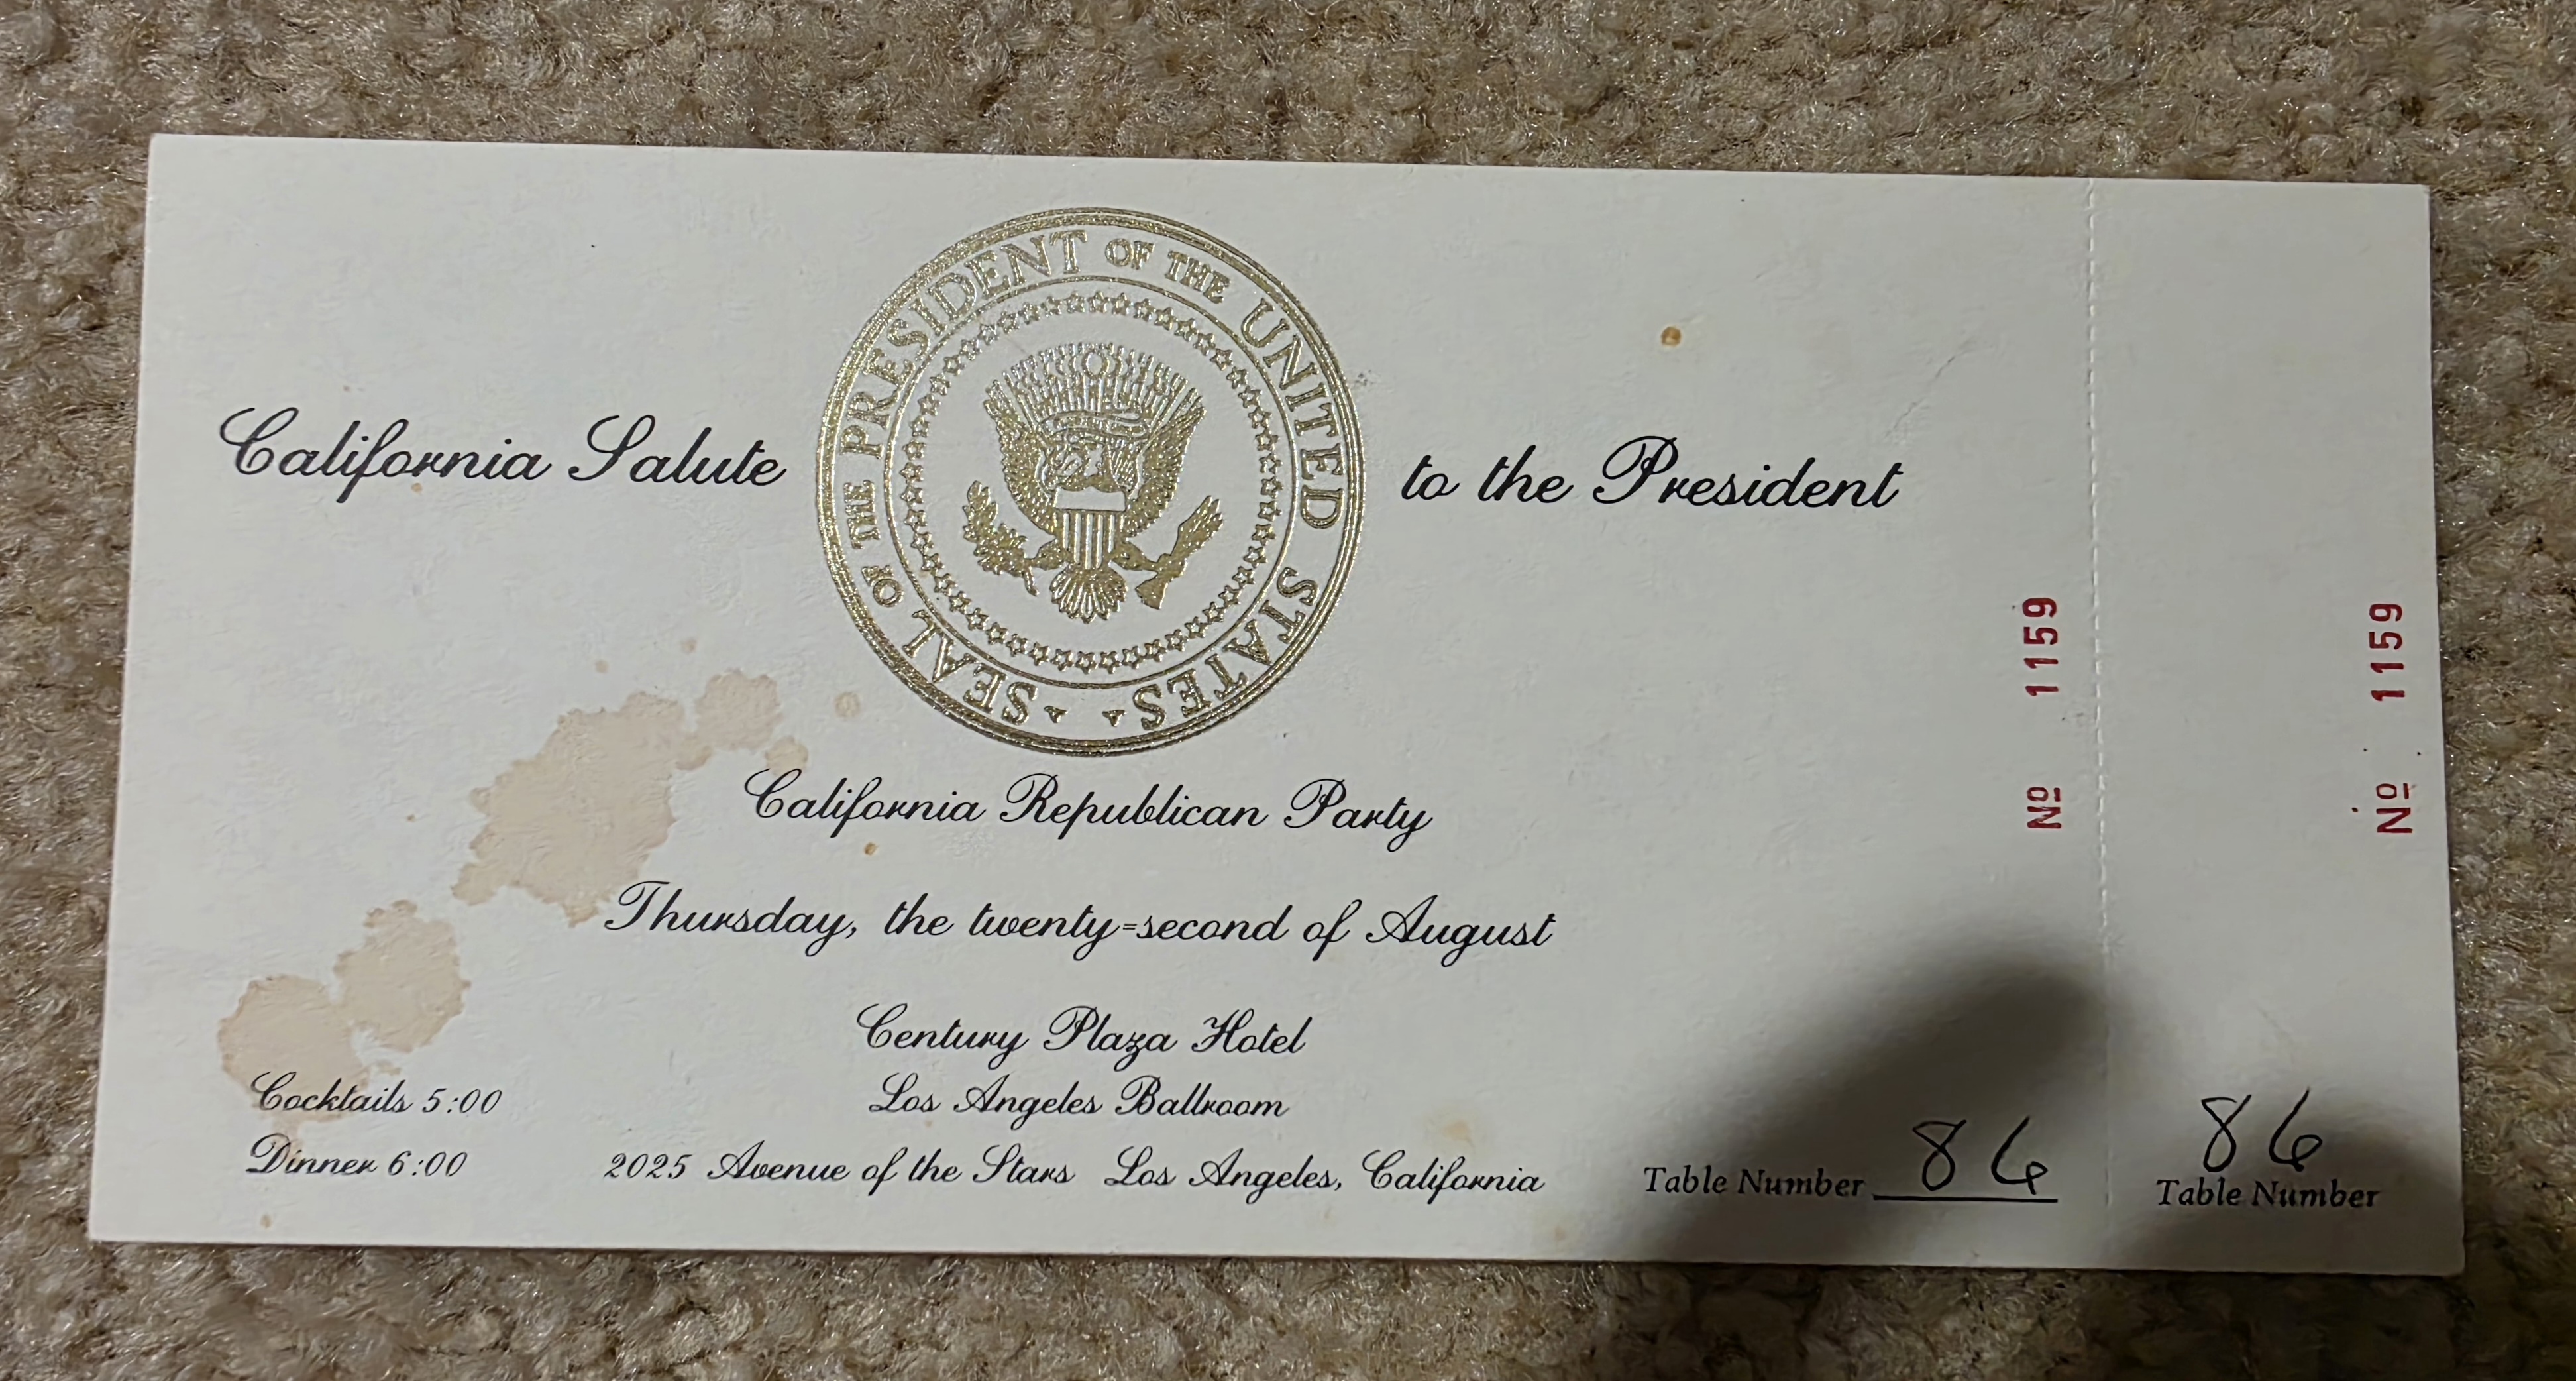 California Salute to the President
SEAL OF THE PRESIDENT OF THE UNITED STATES
California Republican Party
Thursday, the twenty=second of August
Century Plaza Hotel
Los Angeles Ballroom
2025 Avenue of the Stars Los Angeles, California
Cocktails 5:00
Dinner 6:00
Table Number 86
Nº 1159
Nº 1159
86
Table Number